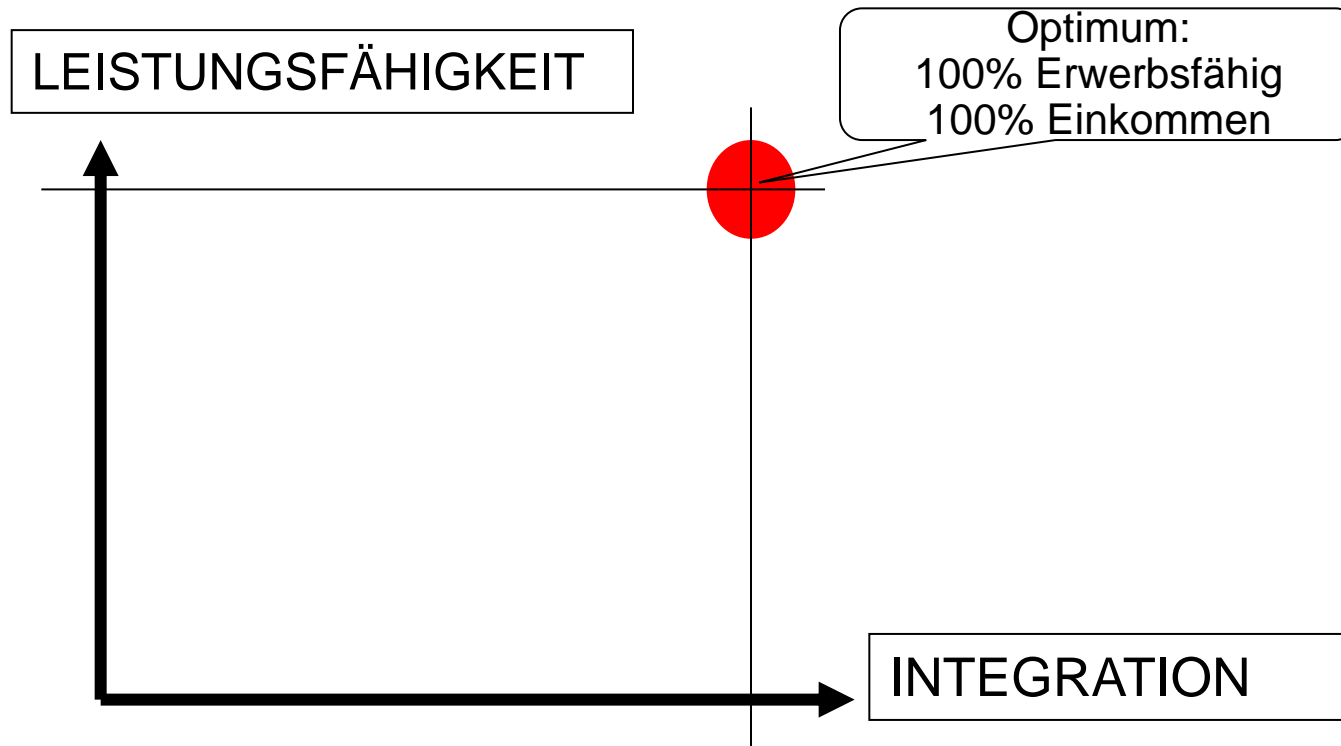 LEISTUNGSFÄHIGKEIT
Optimum:
100% Erwerbsfähig
100% Einkommen
INTEGRATION